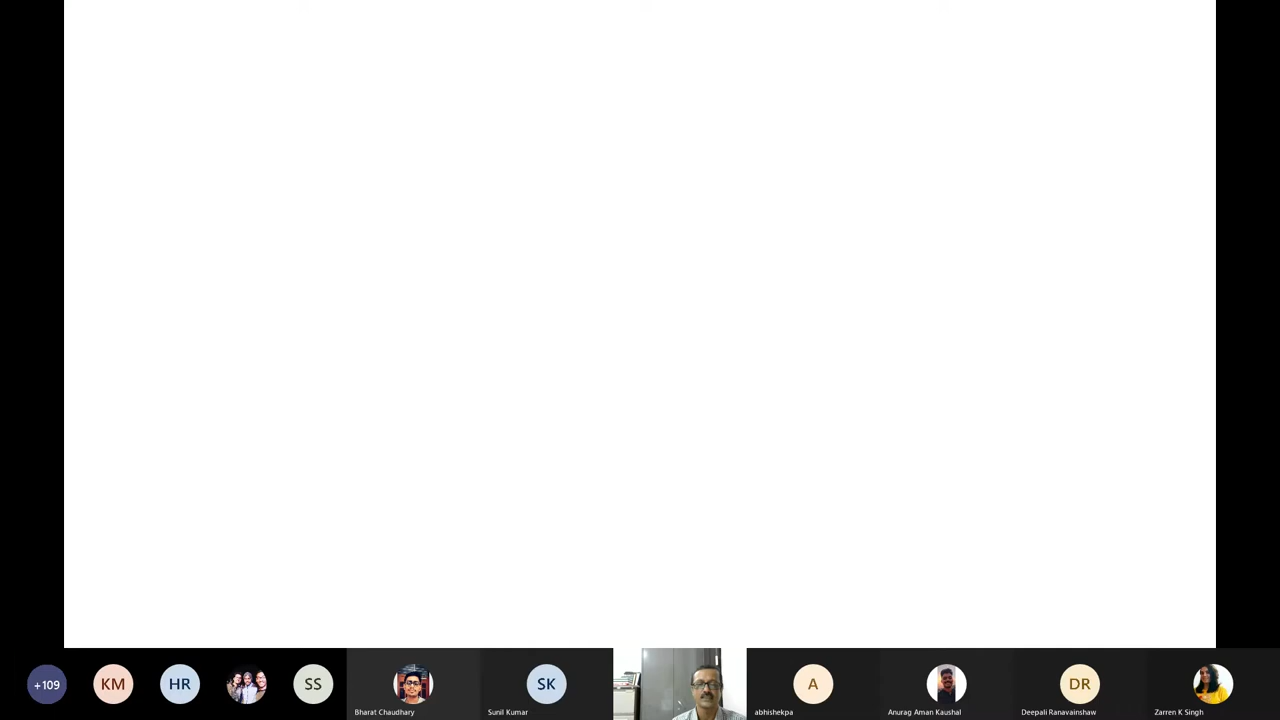 +109
KM
HR
SS
Bharat Chaudhary
SK
Sunil Kumar
A
abhishekpa
Anurag Aman Kaushal
DR
Deepali Ranavainshaw
Zarren K Singh